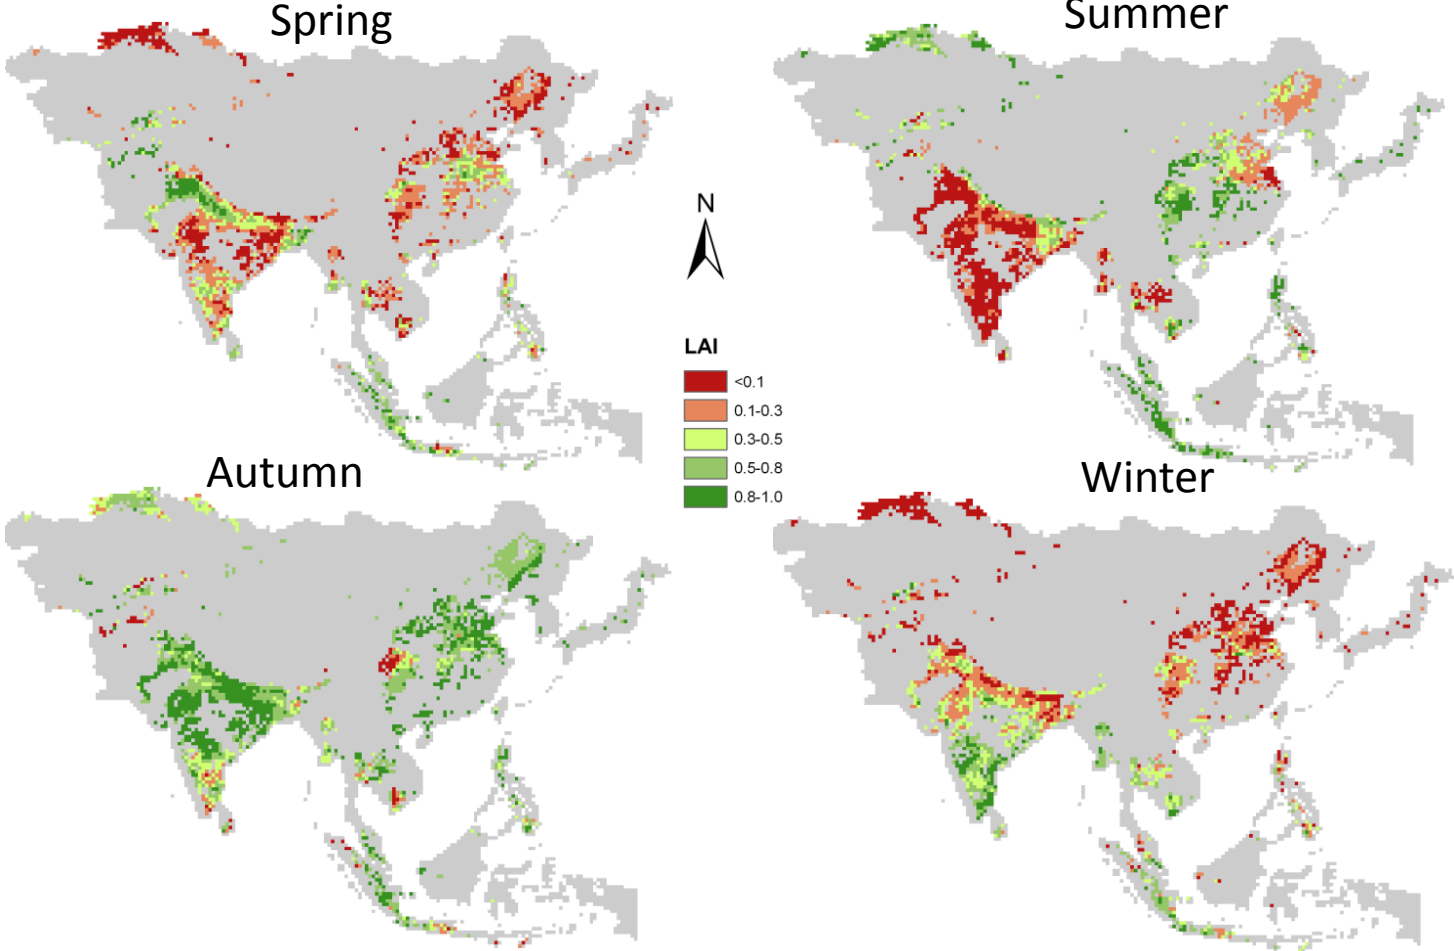 Spring
Summer
N
LAI
<0.1
0.1-0.3
0.3-0.5
0.5-0.8
0.8-1.0
Autumn
Winter